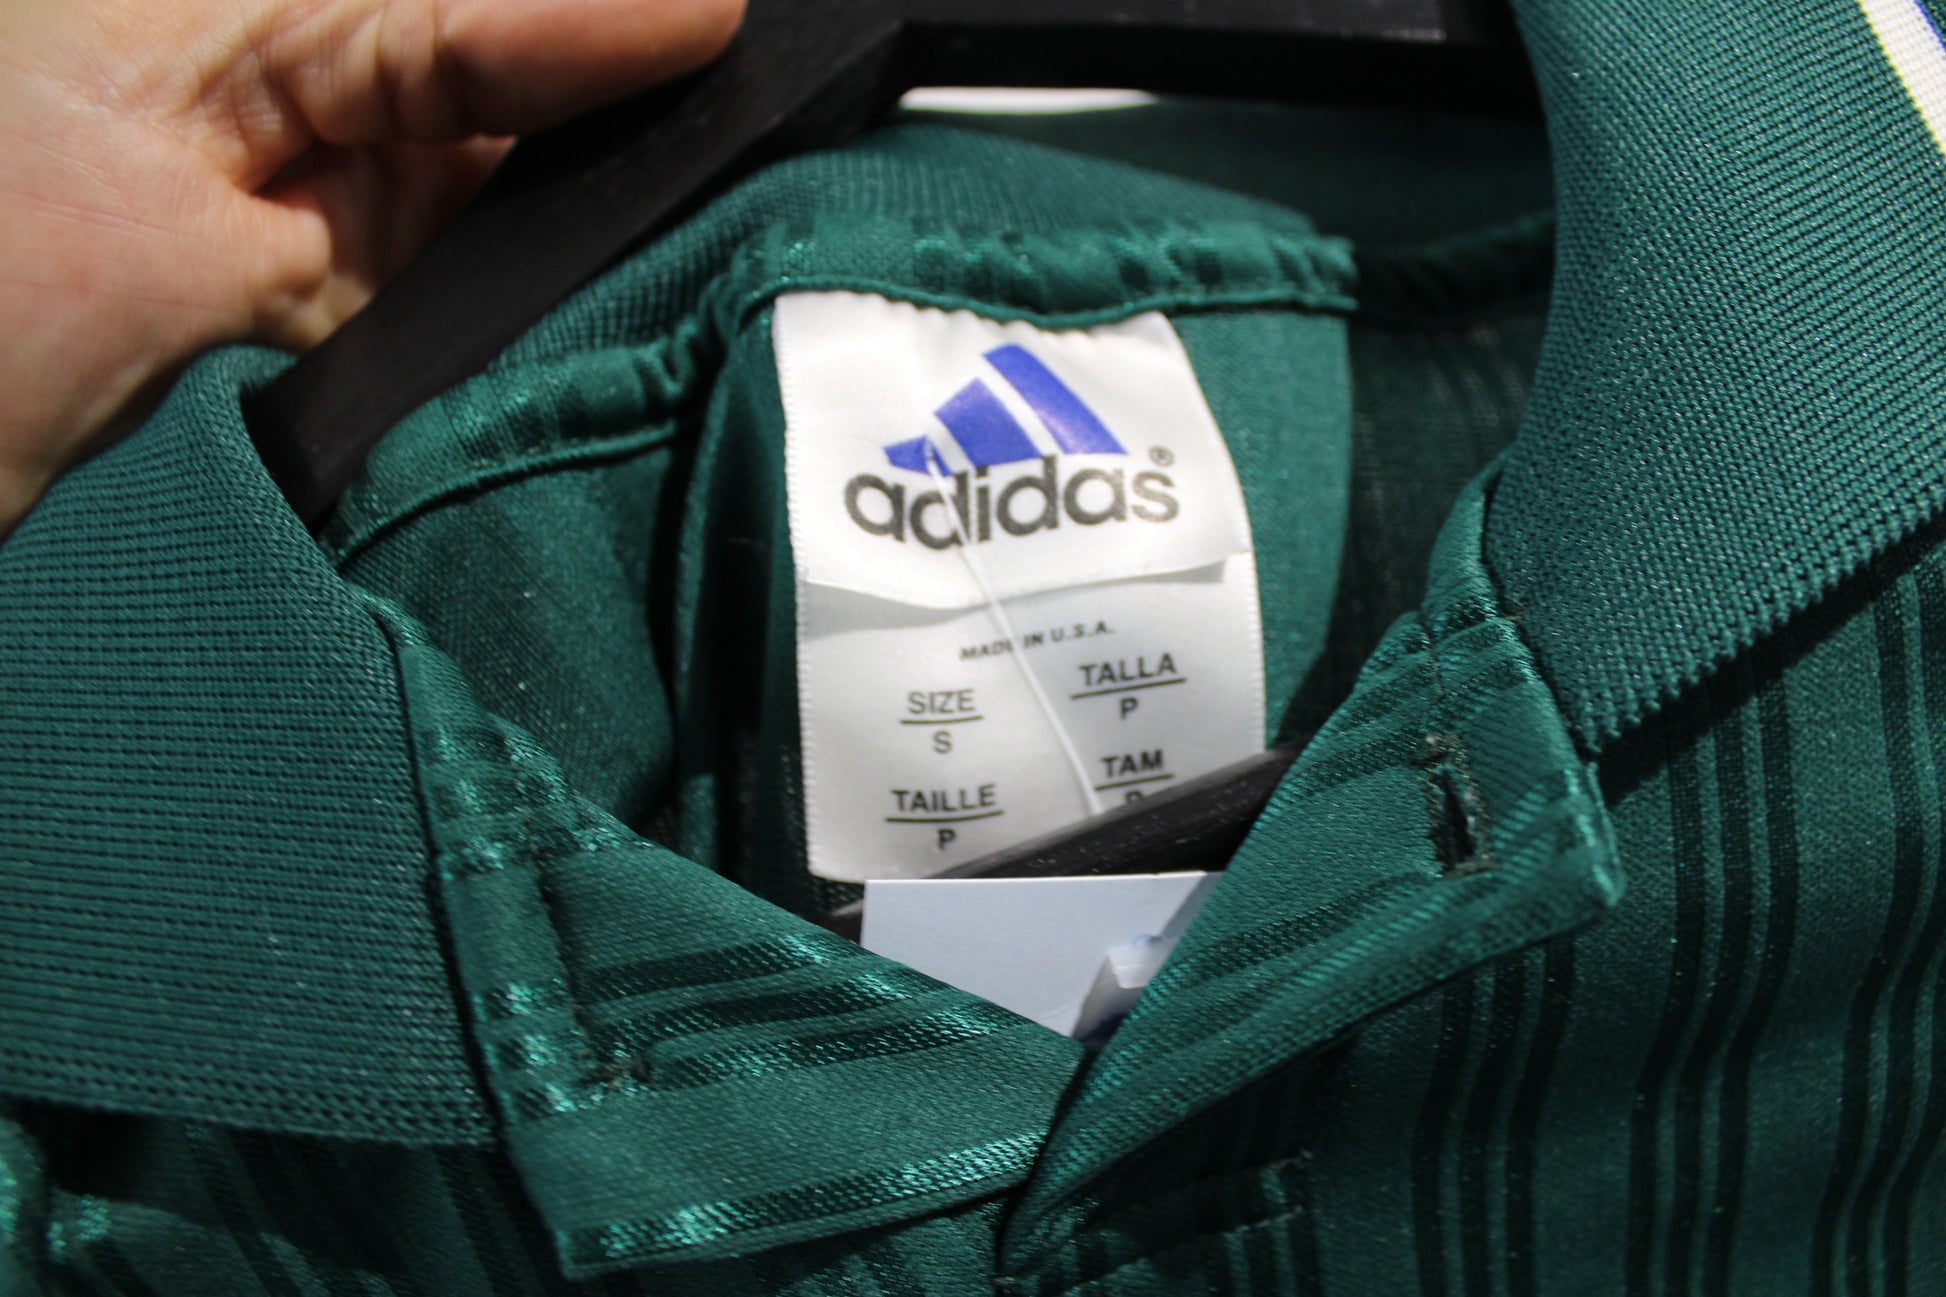 adidas®
MADE IN U.S.A.
SIZE
S
TALLA
P
TAILLE
P
TAM